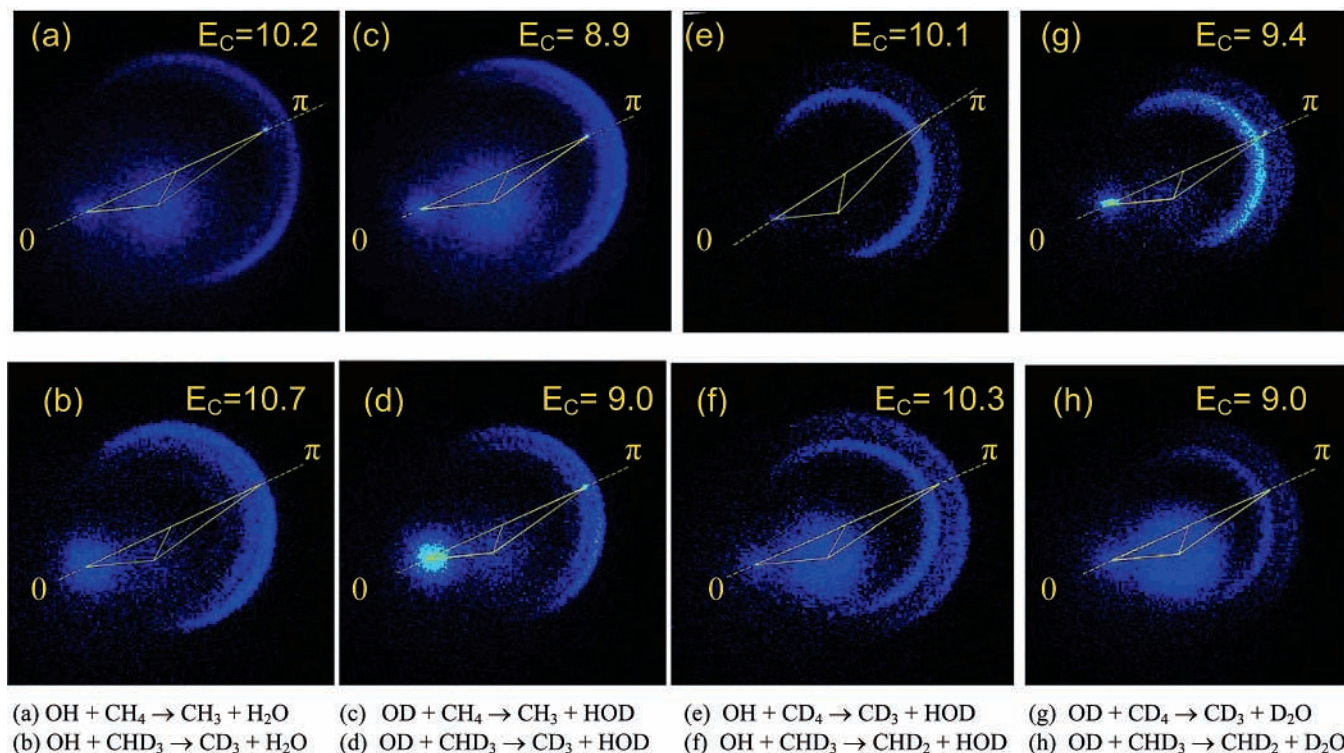 (a) E_C=10.2
π
0
(c) E_C= 8.9
π
0
(e) E_C=10.1
π
0
(g) E_C= 9.4
π
0
(b) E_C=10.7
π
0
(d) E_C= 9.0
π
0
(f) E_C=10.3
π
0
(h) E_C= 9.0
π
0
(a) OH + CH₄ → CH₃ + H₂O
(b) OH + CHD₃ → CD₃ + H₂O
(c) OD + CH₄ → CH₃ + HOD
(d) OD + CHD₃ → CD₃ + HOD
(e) OH + CD₄ → CD₃ + HOD
(f) OH + CHD₃ → CHD₂ + HOD
(g) OD + CD₄ → CD₃ + D₂O
(h) OD + CHD₃ → CHD₂ + D₂O